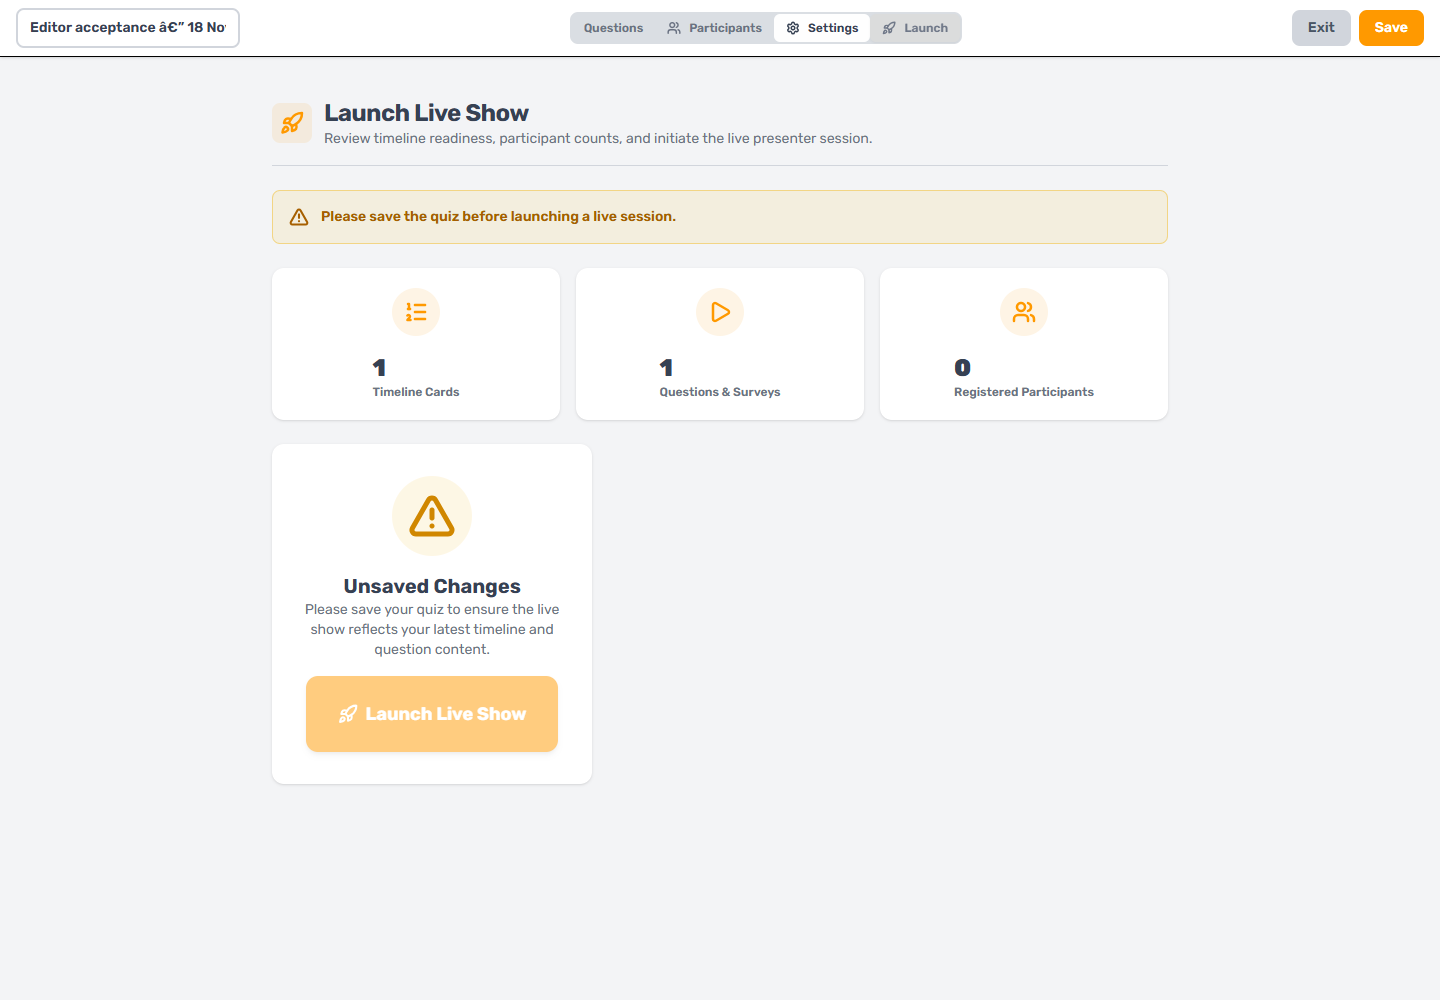 Editor acceptance â€” 18 No
Questions
Participants
Settings
Launch
Exit
Save
Launch Live Show
Review timeline readiness, participant counts, and initiate the live presenter session.
Please save the quiz before launching a live session.
1
Timeline Cards
1
Questions & Surveys
0
Registered Participants
Unsaved Changes
Please save your quiz to ensure the live
show reflects your latest timeline and
question content.
Launch Live Show